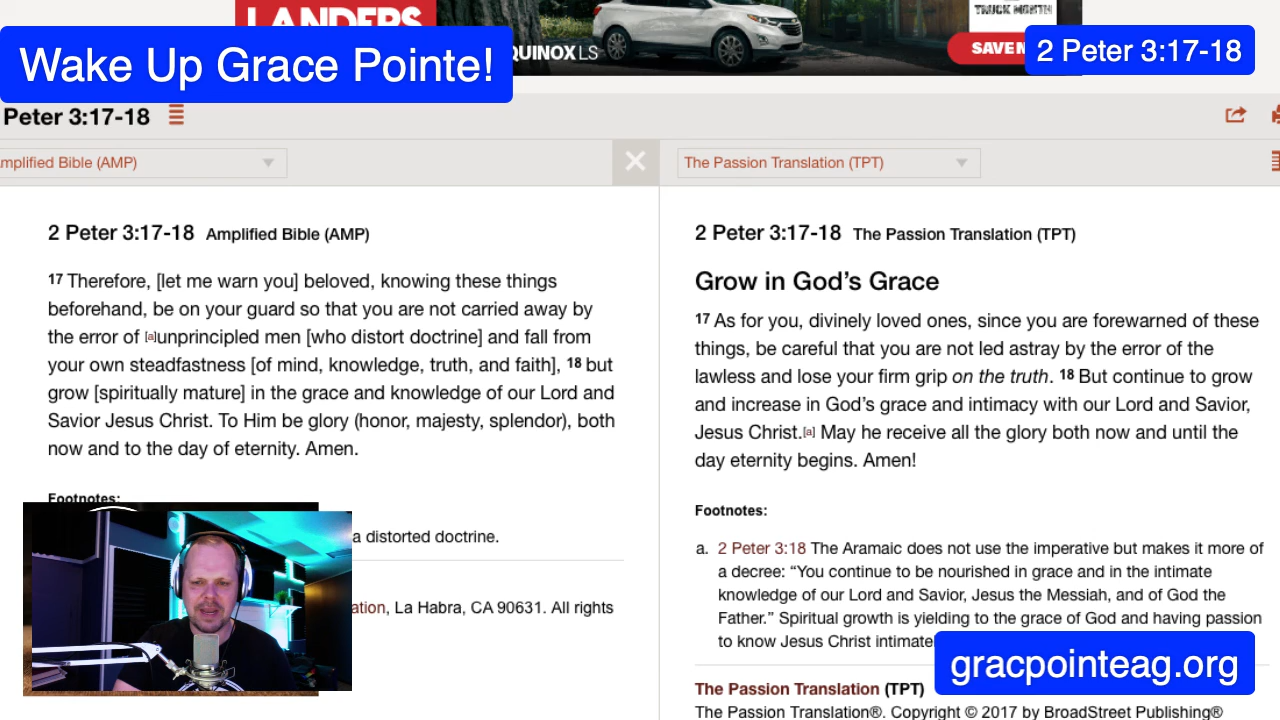 LANDERS
TRUCK MONTH
EQUINOX LS
SAVE N
Wake Up Grace Pointe!
2 Peter 3:17-18
Peter 3:17-18
mplified Bible (AMP)
The Passion Translation (TPT)
2 Peter 3:17-18 Amplified Bible (AMP)
17 Therefore, [let me warn you] beloved, knowing these things
beforehand, be on your guard so that you are not carried away by
the error of [a]unprincipled men [who distort doctrine] and fall from
your own steadfastness [of mind, knowledge, truth, and faith], 18 but
grow [spiritually mature] in the grace and knowledge of our Lord and
Savior Jesus Christ. To Him be glory (honor, majesty, splendor), both
now and to the day of eternity. Amen.
Footnotes:
a distorted doctrine.
ation, La Habra, CA 90631. All rights
2 Peter 3:17-18 The Passion Translation (TPT)
Grow in God’s Grace
17 As for you, divinely loved ones, since you are forewarned of these
things, be careful that you are not led astray by the error of the
lawless and lose your firm grip on the truth. 18 But continue to grow
and increase in God’s grace and intimacy with our Lord and Savior,
Jesus Christ.[a] May he receive all the glory both now and until the
day eternity begins. Amen!
Footnotes:
a. 2 Peter 3:18 The Aramaic does not use the imperative but makes it more of
a decree: “You continue to be nourished in grace and in the intimate
knowledge of our Lord and Savior, Jesus the Messiah, and of God the
Father.” Spiritual growth is yielding to the grace of God and having passion
to know Jesus Christ intimate
gracpointeag.org
The Passion Translation (TPT)
The Passion Translation®. Copyright © 2017 by BroadStreet Publishing®